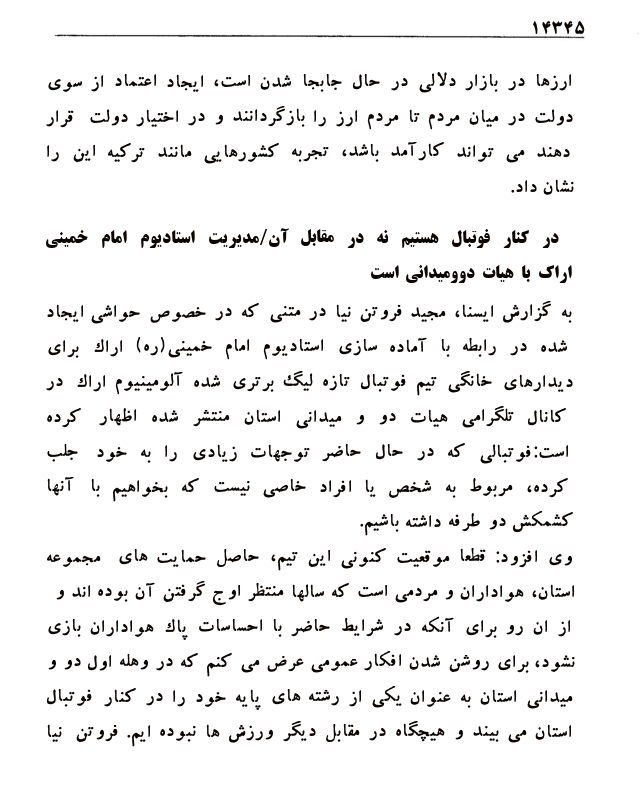 ۱۴۳۴۵
ارزها در بازار دلالی در حال جابجا شدن است، ایجاد اعتماد از سوی
دولت در میان مردم تا مردم ارز را بازگردانند و در اختیار دولت قرار
دهند می تواند کارآمد باشد، تجربه کشورهایی مانند ترکیه این را
نشان داد.
در کنار فوتبال هستیم نه در مقابل آن/مدیریت استادیوم امام خمینی
اراک با هیات دوومیدانی است
به گزارش ایسنا، مجید فروتن نیا در متنی که در خصوص حواشی ایجاد
شده در رابطه با آماده سازی استادیوم امام خمینی(ره) اراک برای
دیدارهای خانگی تیم فوتبال تازه لیگ برتری شده آلومینیوم اراک در
کانال تلگرامی هیات دو و میدانی استان منتشر شده اظهار کرده
است:فوتبالی که در حال حاضر توجهات زیادی را به خود جلب
کرده، مربوط به شخص یا افراد خاصی نیست که بخواهیم با آنها
کشمکش دو طرفه داشته باشیم.
وی افزود: قطعا موقعیت کنونی این تیم، حاصل حمایت های مجموعه
استان، هواداران و مردمی است که سالها منتظر اوج گرفتن آن بوده اند و
از ان رو برای آنکه در شرایط حاضر با احساسات پاک هواداران بازی
نشود، برای روشن شدن افکار عمومی عرض می کنم که در وهله اول دو و
میدانی استان به عنوان یکی از رشته های پایه خود را در کنار فوتبال
استان می بیند و هیچگاه در مقابل دیگر ورزش ها نبوده ایم. فروتن نیا